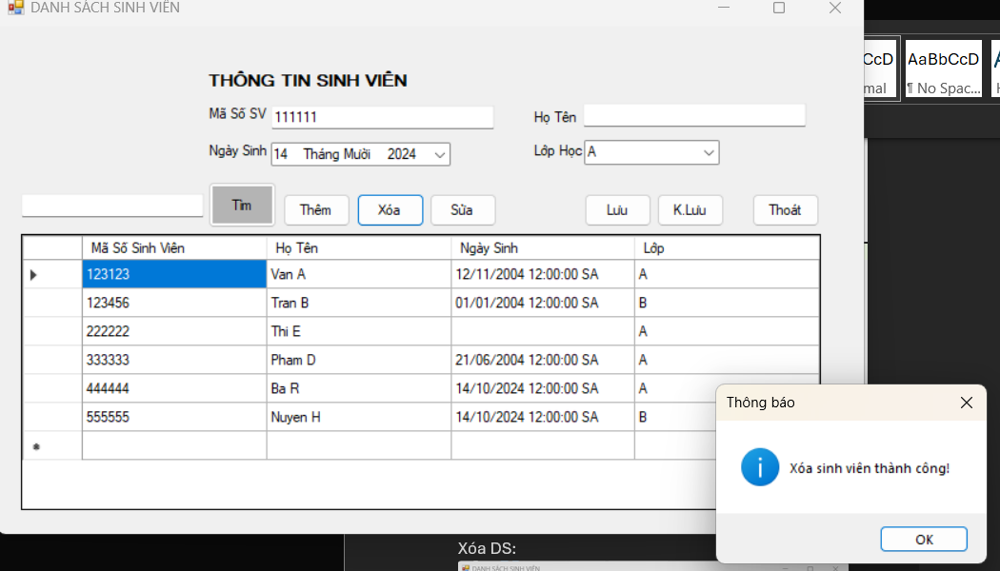 DANH SÁCH SINH VIÊN
CcD AaBbCcD
mal ¶ No Spac...
THÔNG TIN SINH VIÊN
Mã Số SV 111111 Họ Tên
Ngày Sinh 14 Tháng Mười 2024 Lớp Học A
Tìm Thêm Xóa Sửa Lưu K.Lưu Thoát
Mã Số Sinh Viên Họ Tên Ngày Sinh Lớp
123123 Van A 12/11/2004 12:00:00 SA A
123456 Tran B 01/01/2004 12:00:00 SA B
222222 Thi E A
333333 Pham D 21/06/2004 12:00:00 SA A
444444 Ba R 14/10/2024 12:00:00 SA A
555555 Nuyen H 14/10/2024 12:00:00 SA B
Thông báo
Xóa sinh viên thành công!
OK
Xóa DS:
DANH SÁCH SINH VIÊN